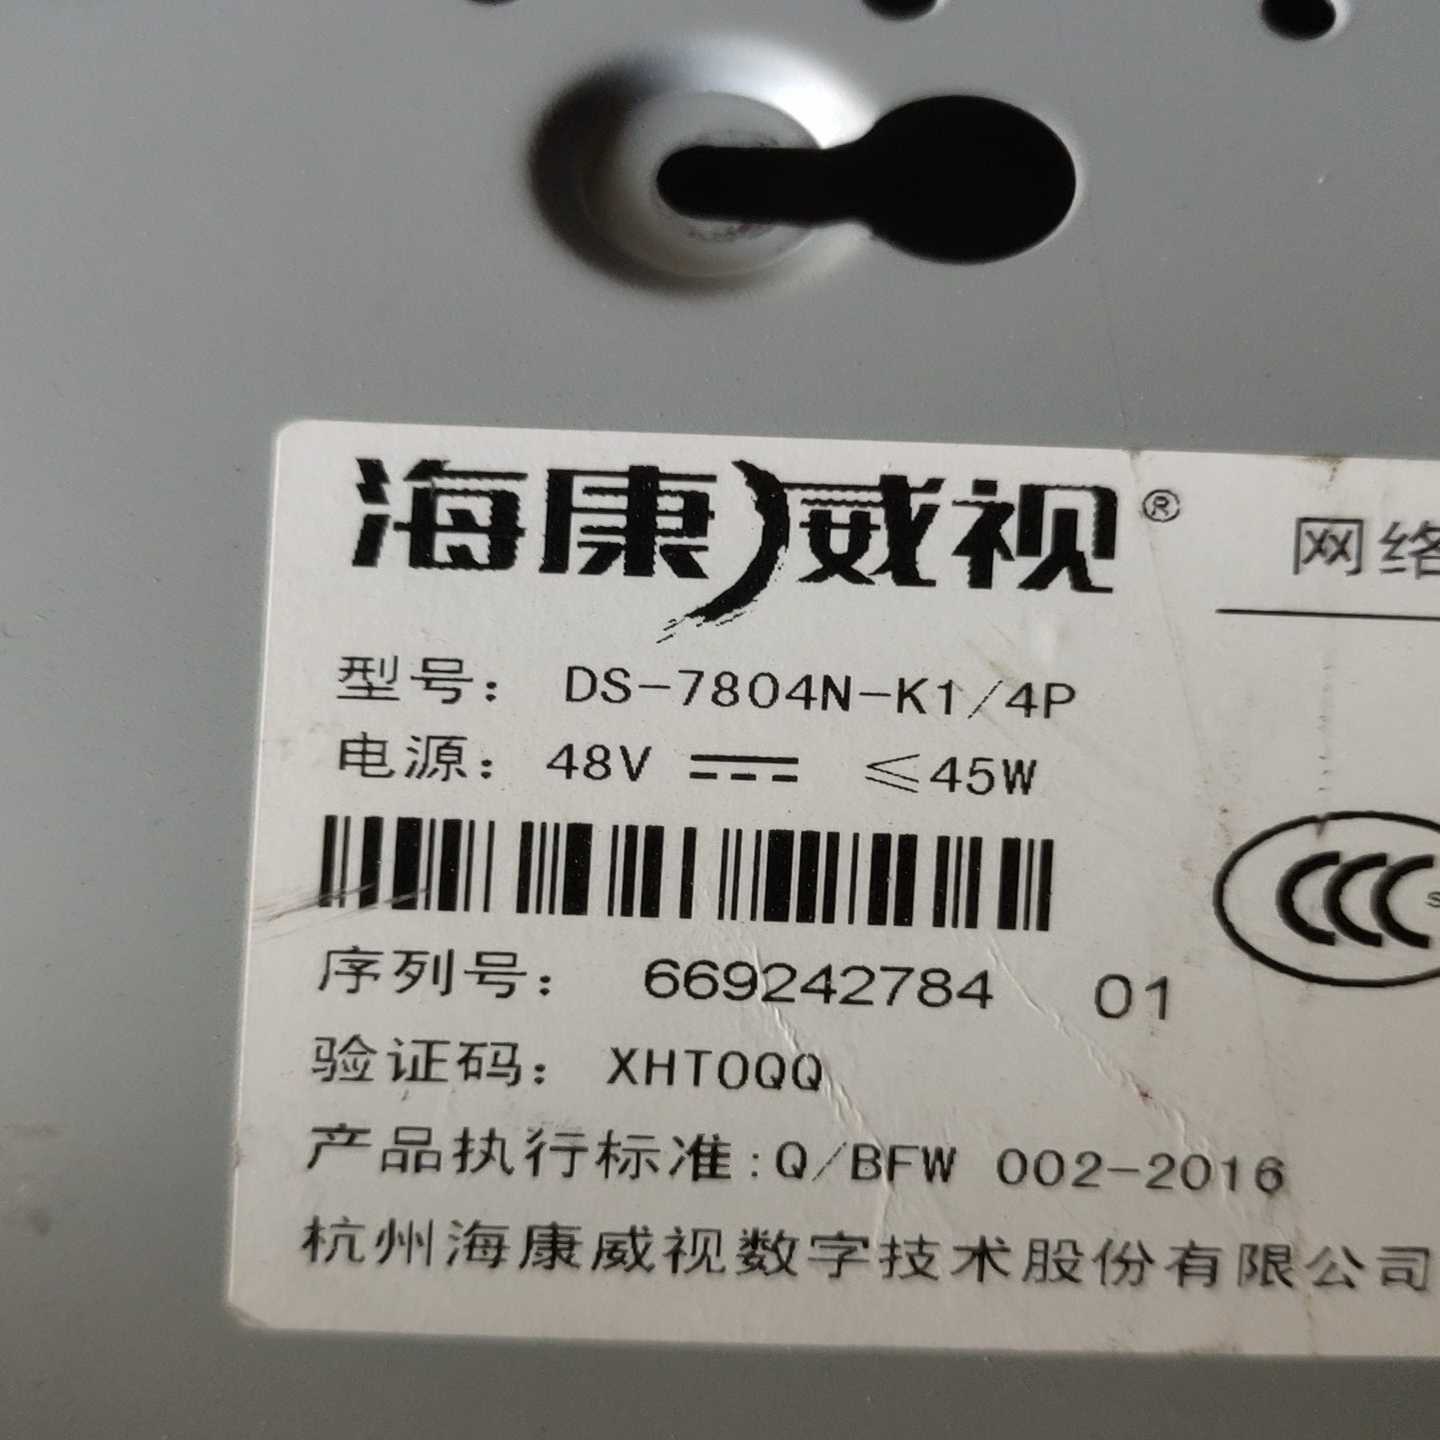 海康威视®
网络
型号: DS-7804N-K1/4P
电源: 48V ⎓ ≤45W
CCC
S
序列号: 669242784 01
验证码: XHTOQQ
产品执行标准:Q/BFW 002-2016
杭州海康威视数字技术股份有限公司